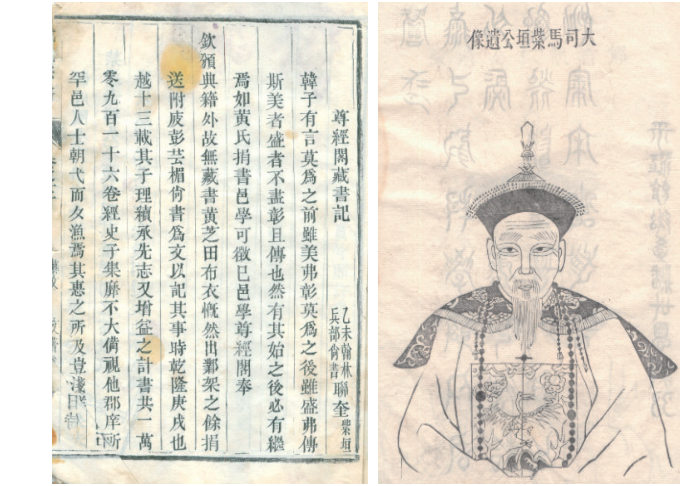 尊經閣藏書記
乙未翰林兵部尚書聯奎紫垣
韓子有言莫爲之前雖美弗彰莫爲之後雖盛弗傳
斯美者盛者不盡彰且傳也然有其始之後必有繼
焉如黃氏捐書邑學可徵已邑學尊經閣奉
欽頒典籍外故無藏書黃芝田布衣慨然出鄴架之餘捐
送附庋彭芸楣尚書爲文以記其事時乾隆庚戌也
越十三載其子理績承先志又增益之計書共一萬
零九百一十六卷經史子集靡不大備視他郡庠所
罕邑人士朝弋而夕漁焉其惠之所及豈淺
大司馬紫垣公遺像